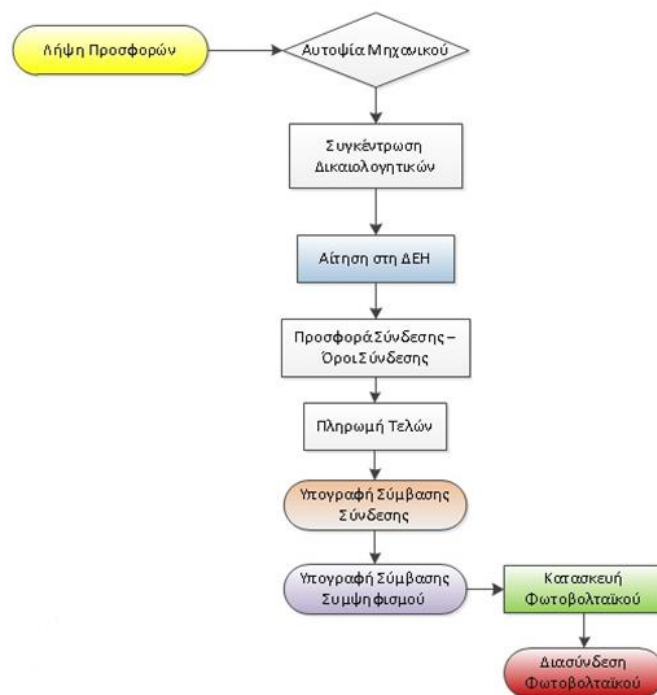 Λήψη Προσφορών
Αυτοψία Μηχανικού
Συγκέντρωση
Δικαιολογητικών
Αίτηση στη ΔΕΗ
Προσφορά Σύνδεσης –
Όροι Σύνδεσης
Πληρωμή Τελών
Υπογραφή Σύμβασης
Σύνδεσης
Υπογραφή Σύμβασης
Συμψηφισμού
Κατασκευή
Φωτοβολταϊκού
Διασύνδεση
Φωτοβολταϊκού